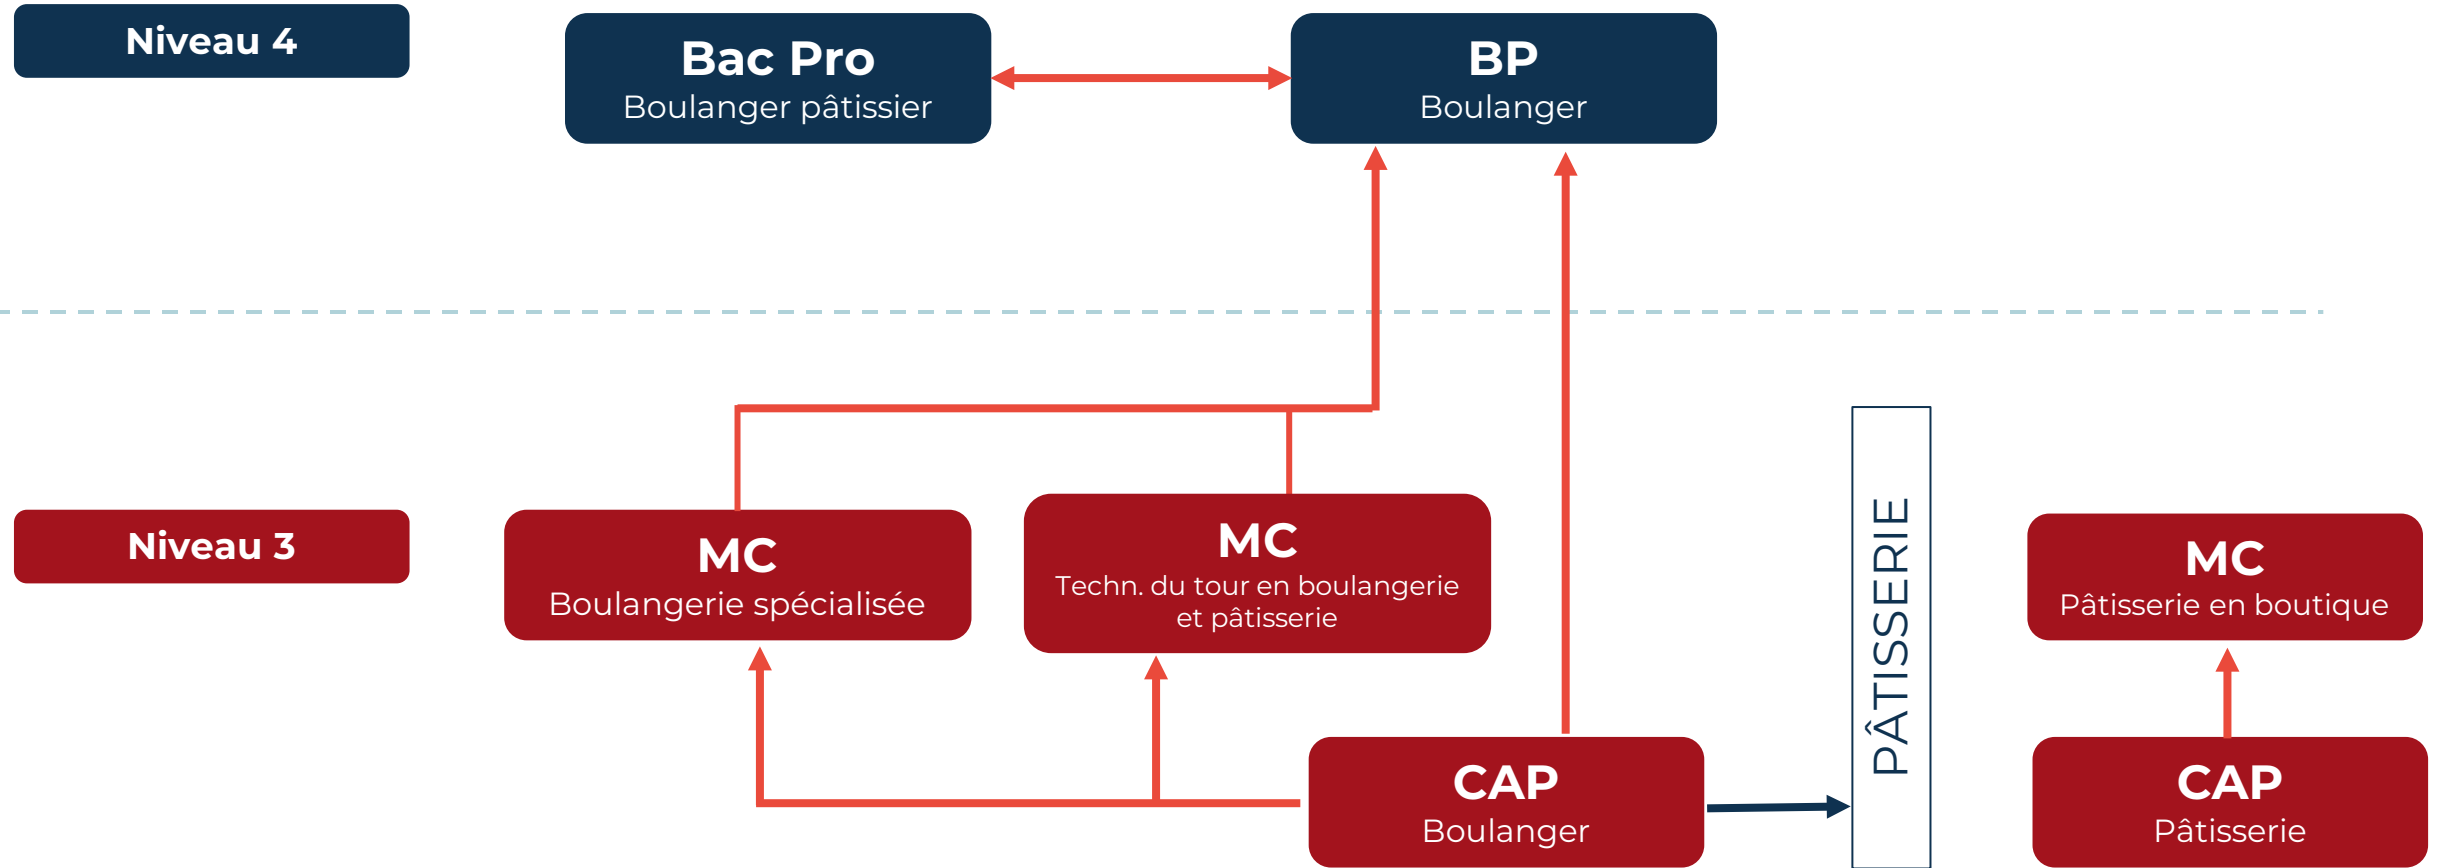 Niveau 4
Bac Pro
Boulanger pâtissier
BP
Boulanger
Niveau 3
MC
Boulangerie spécialisée
MC
Techn. du tour en boulangerie
et pâtisserie
PÂTISSERIE
MC
Pâtisserie en boutique
CAP
Boulanger
CAP
Pâtisserie